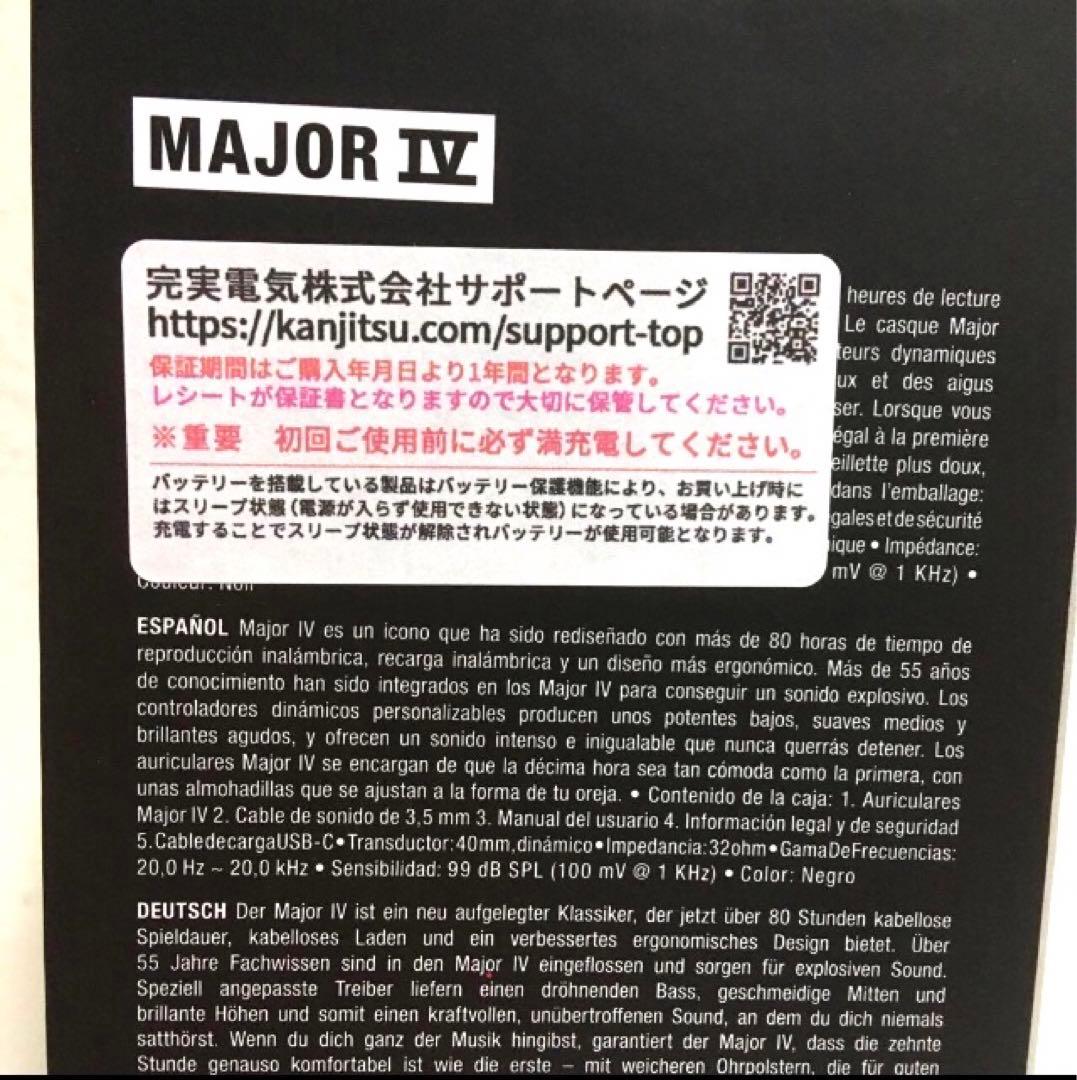 MAJOR IV
完実電気株式会社サポートページ
https://kanjitsu.com/support-top
保証期間はご購入年月日より1年間となります。
レシートが保証書となりますので大切に保管してください。
※重要 初回ご使用前に必ず満充電してください。
バッテリーを搭載している製品はバッテリー保護機能により、お買い上げ時に
はスリープ状態(電源が入らず使用できない状態)になっている場合があります。
充電することでスリープ状態が解除されバッテリーが使用可能となります。
heures de lecture
Le casque Major
teurs dynamiques
ux et des aigus
ser. Lorsque vous
égal à la première
eillette plus doux,
dans l'emballage:
gales et de sécurité
ique • Impédance:
mV @ 1 KHz) •
Couleur: Noir
ESPAÑOL Major IV es un icono que ha sido rediseñado con más de 80 horas de tiempo de
reproducción inalámbrica, recarga inalámbrica y un diseño más ergonómico. Más de 55 años
de conocimiento han sido integrados en los Major IV para conseguir un sonido explosivo. Los
controladores dinámicos personalizables producen unos potentes bajos, suaves medios y
brillantes agudos, y ofrecen un sonido intenso e inigualable que nunca querrás detener. Los
auriculares Major IV se encargan de que la décima hora sea tan cómoda como la primera, con
unas almohadillas que se ajustan a la forma de tu oreja. • Contenido de la caja: 1. Auriculares
Major IV 2. Cable de sonido de 3,5 mm 3. Manual del usuario 4. Información legal y de seguridad
5.CabledecargaUSB-C•Transductor:40mm,dinámico•Impedancia:32ohm•GamaDeFrecuencias:
20,0 Hz ~ 20,0 kHz • Sensibilidad: 99 dB SPL (100 mV @ 1 KHz) • Color: Negro
DEUTSCH Der Major IV ist ein neu aufgelegter Klassiker, der jetzt über 80 Stunden kabellose
Spieldauer, kabelloses Laden und ein verbessertes ergonomisches Design bietet. Über
55 Jahre Fachwissen sind in den Major IV eingeflossen und sorgen für explosiven Sound.
Speziell angepasste Treiber liefern einen dröhnenden Bass, geschmeidige Mitten und
brillante Höhen und somit einen kraftvollen, unübertroffenen Sound, an dem du dich niemals
satthörst. Wenn du dich ganz der Musik hingibst, garantiert der Major IV, dass die zehnte
Stunde genauso komfortabel ist wie die erste – mit weicheren Ohrpolstern, die für guten